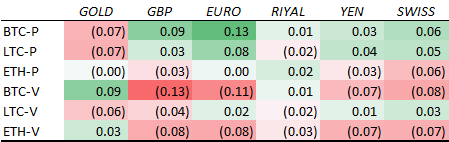 GOLD GBP EURO RIYAL YEN SWISS
BTC-P (0.07) 0.09 0.13 0.01 0.03 0.06
LTC-P (0.07) 0.03 0.08 (0.02) 0.04 0.05
ETH-P (0.00) (0.03) 0.00 0.02 (0.03) (0.06)
BTC-V 0.09 (0.13) (0.11) 0.01 (0.07) (0.08)
LTC-V (0.06) (0.04) 0.02 (0.02) 0.01 0.03
ETH-V 0.03 (0.08) (0.08) (0.03) (0.07) (0.07)